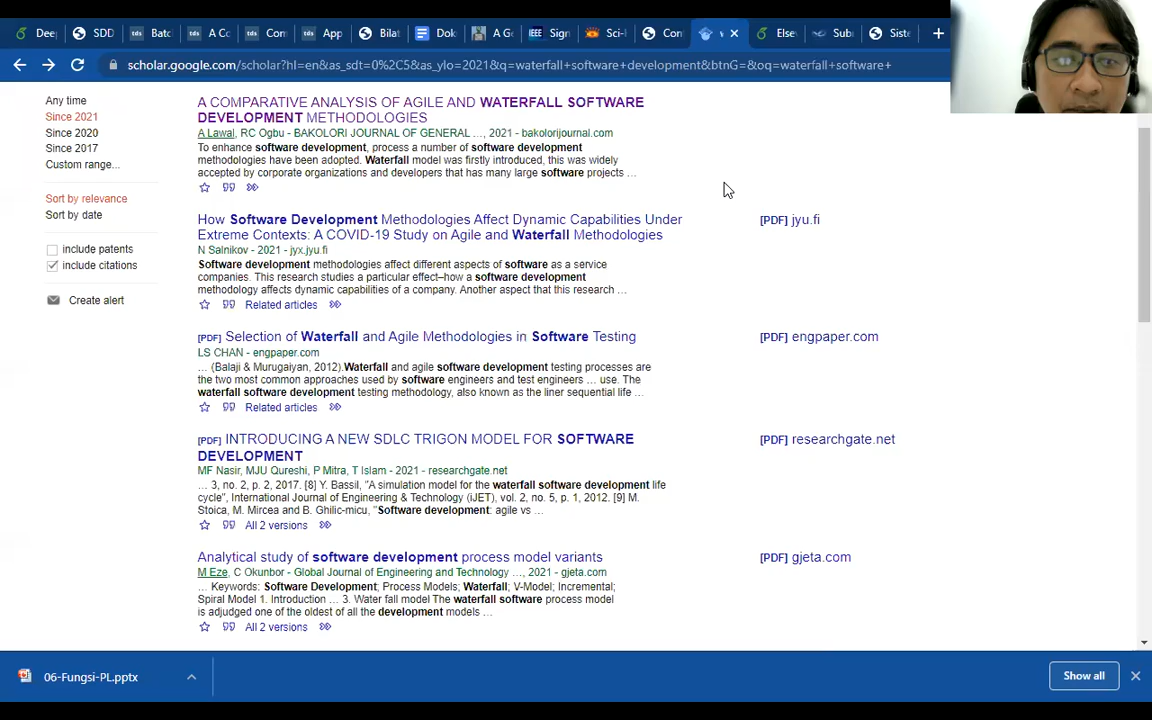 Deep
SDD
Batc
A Co
Con
App
Bilat
Dok
A Ge
Sign
Sci-
Con
Else
Sub
Siste
scholar.google.com/scholar?hl=en&as_sdt=0%2C5&as_ylo=2021&q=waterfall+software+development&btnG=&oq=waterfall+software+
Any time
Since 2021
Since 2020
Since 2017
Custom range...
Sort by relevance
Sort by date
include patents
include citations
Create alert
A COMPARATIVE ANALYSIS OF AGILE AND WATERFALL SOFTWARE
DEVELOPMENT METHODOLOGIES
A Lawal, RC Ogbu - BAKOLORI JOURNAL OF GENERAL …, 2021 - bakolorijournal.com
To enhance software development, process a number of software development
methodologies have been adopted. Waterfall model was firstly introduced, this was widely
accepted by corporate organizations and developers that has many large software projects …
How Software Development Methodologies Affect Dynamic Capabilities Under
Extreme Contexts: A COVID-19 Study on Agile and Waterfall Methodologies
N Salnikov - 2021 - jyx.jyu.fi
Software development methodologies affect different aspects of software as a service
companies. This research studies a particular effect–how a software development
methodology affects dynamic capabilities of a company. Another aspect that this research …
Related articles
[PDF] jyu.fi
[PDF] Selection of Waterfall and Agile Methodologies in Software Testing
LS CHAN - engpaper.com
… (Balaji & Murugaiyan, 2012).Waterfall and agile software development testing processes are
the two most common approaches used by software engineers and test engineers … use. The
waterfall software development testing methodology, also known as the liner sequential life …
Related articles
[PDF] engpaper.com
[PDF] INTRODUCING A NEW SDLC TRIGON MODEL FOR SOFTWARE
DEVELOPMENT
MF Nasir, MJU Qureshi, P Mitra, T Islam - 2021 - researchgate.net
… 3, no. 2, p. 2, 2017. [8] Y. Bassil, "A simulation model for the waterfall software development life
cycle", International Journal of Engineering & Technology (iJET), vol. 2, no. 5, p. 1, 2012. [9] M.
Stoica, M. Mircea and B. Ghilic-micu, "Software development: agile vs …
All 2 versions
[PDF] researchgate.net
Analytical study of software development process model variants
M Eze, C Okunbor - Global Journal of Engineering and Technology …, 2021 - gjeta.com
… Keywords: Software Development; Process Models; Waterfall; V-Model; Incremental;
Spiral Model 1. Introduction … 3. Water fall model The waterfall software process model
is adjudged one of the oldest of all the development models …
All 2 versions
[PDF] gjeta.com
06-Fungsi-PL.pptx
Show all